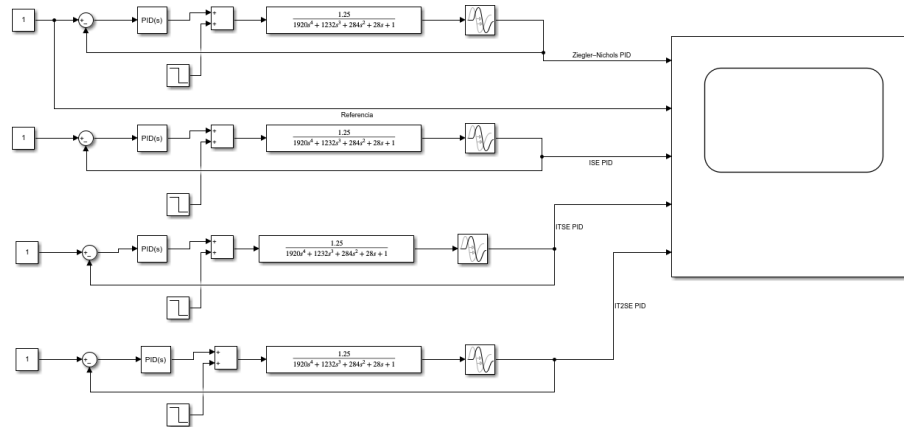 1
+
−
PID(s)
+
+
1.25
1920s⁴ + 1232s³ + 284s² + 28s + 1
Ziegler–Nichols PID
Referencia
1
+
−
PID(s)
+
+
1.25
1920s⁴ + 1232s³ + 284s² + 28s + 1
ISE PID
ITSE PID
1
+
−
PID(s)
+
+
1.25
1920s⁴ + 1232s³ + 284s² + 28s + 1
IT2SE PID
1
+
−
PID(s)
+
+
1.25
1920s⁴ + 1232s³ + 284s² + 28s + 1